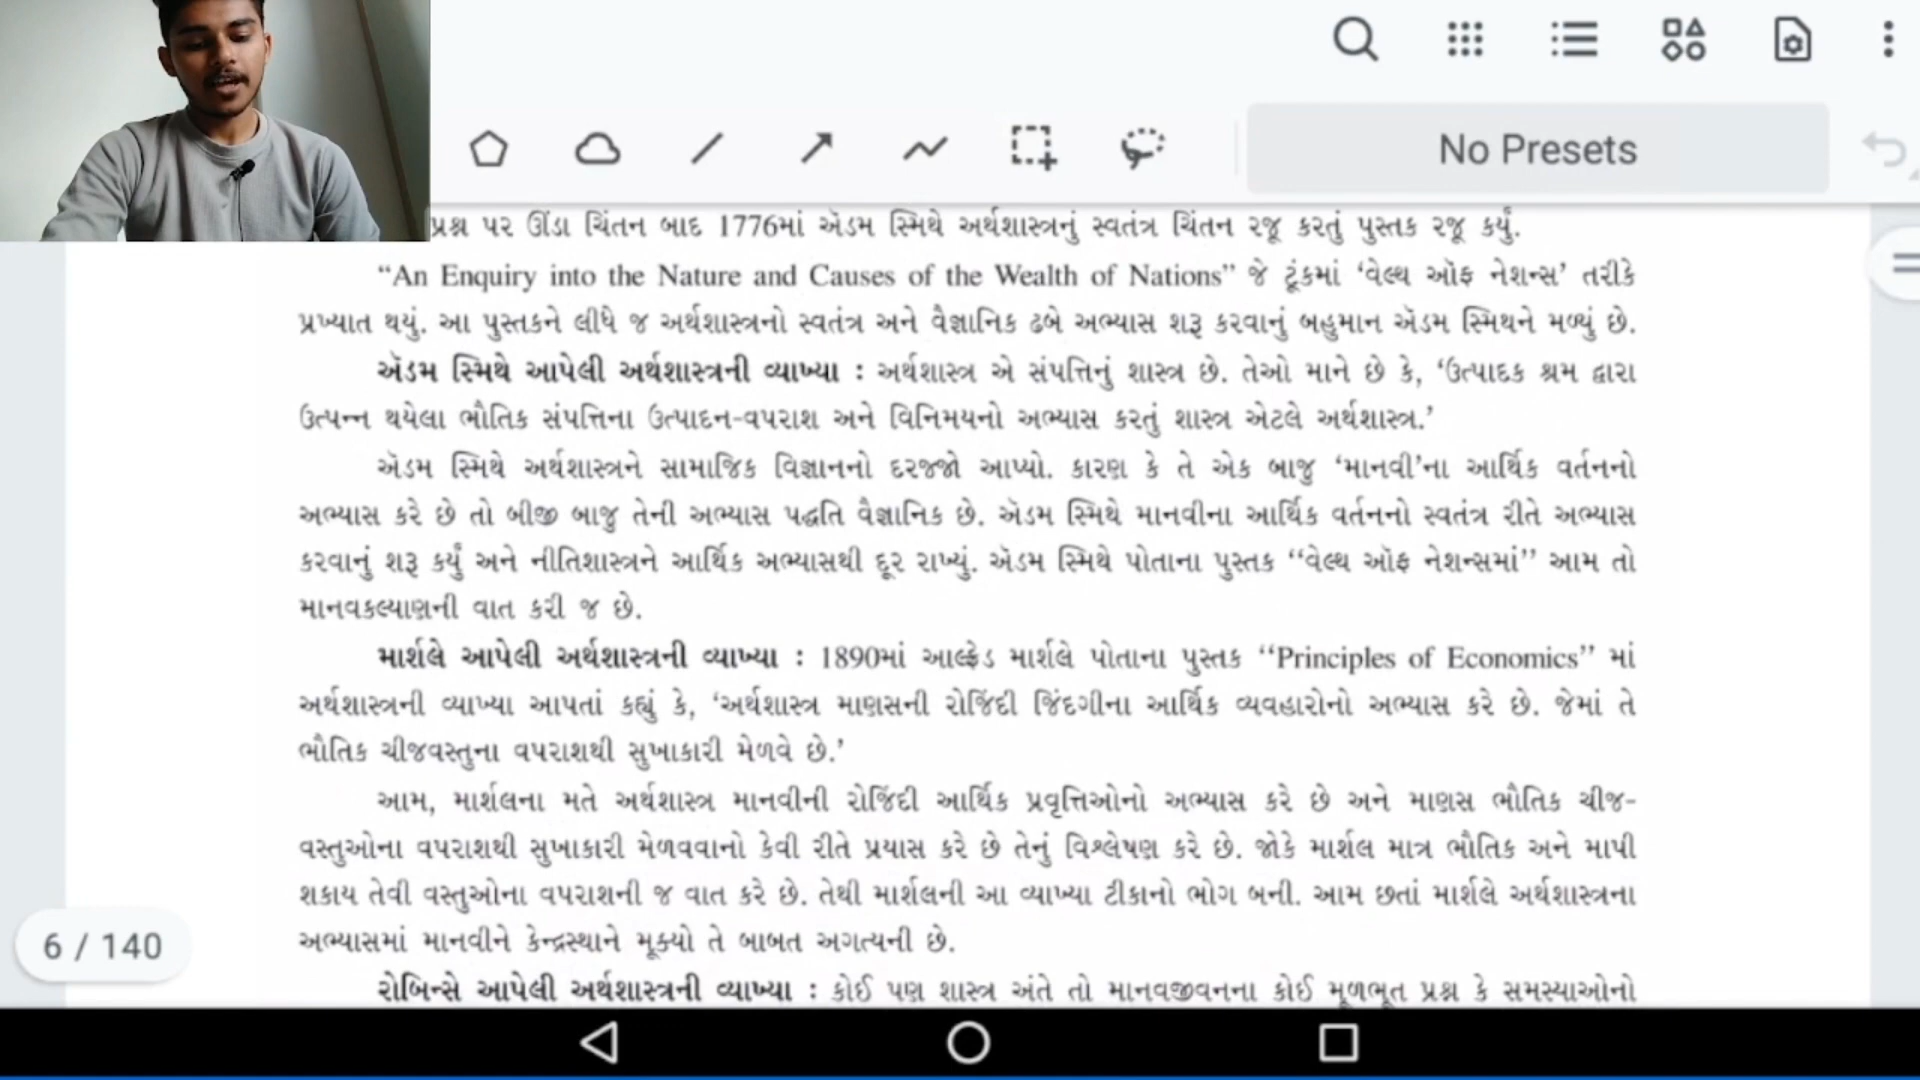 No Presets
પ્રશ્ન પર ઊંડા ચિંતન બાદ 1776માં ઍડમ સ્મિથે અર્થશાસ્ત્રનું સ્વતંત્ર ચિંતન રજૂ કરતું પુસ્તક રજૂ કર્યું.
“An Enquiry into the Nature and Causes of the Wealth of Nations” જે ટૂંકમાં ‘વેલ્થ ઑફ નેશન્સ’ તરીકે
પ્રખ્યાત થયું. આ પુસ્તકને લીધે જ અર્થશાસ્ત્રનો સ્વતંત્ર અને વૈજ્ઞાનિક ઢબે અભ્યાસ શરૂ કરવાનું બહુમાન ઍડમ સ્મિથને મળ્યું છે.
ઍડમ સ્મિથે આપેલી અર્થશાસ્ત્રની વ્યાખ્યા : અર્થશાસ્ત્ર એ સંપત્તિનું શાસ્ત્ર છે. તેઓ માને છે કે, ‘ઉત્પાદક શ્રમ દ્વારા
ઉત્પન્ન થયેલા ભૌતિક સંપત્તિના ઉત્પાદન-વપરાશ અને વિનિમયનો અભ્યાસ કરતું શાસ્ત્ર એટલે અર્થશાસ્ત્ર.’
ઍડમ સ્મિથે અર્થશાસ્ત્રને સામાજિક વિજ્ઞાનનો દરજ્જો આપ્યો. કારણ કે તે એક બાજુ ‘માનવી’ના આર્થિક વર્તનનો
અભ્યાસ કરે છે તો બીજી બાજુ તેની અભ્યાસ પદ્ધતિ વૈજ્ઞાનિક છે. ઍડમ સ્મિથે માનવીના આર્થિક વર્તનનો સ્વતંત્ર રીતે અભ્યાસ
કરવાનું શરૂ કર્યું અને નીતિશાસ્ત્રને આર્થિક અભ્યાસથી દૂર રાખ્યું. ઍડમ સ્મિથે પોતાના પુસ્તક “વેલ્થ ઑફ નેશન્સમાં” આમ તો
માનવકલ્યાણની વાત કરી જ છે.
માર્શલે આપેલી અર્થશાસ્ત્રની વ્યાખ્યા : 1890માં આલ્ફ્રેડ માર્શલે પોતાના પુસ્તક “Principles of Economics” માં
અર્થશાસ્ત્રની વ્યાખ્યા આપતાં કહ્યું કે, ‘અર્થશાસ્ત્ર માણસની રોજિંદી જિંદગીના આર્થિક વ્યવહારોનો અભ્યાસ કરે છે. જેમાં તે
ભૌતિક ચીજવસ્તુના વપરાશથી સુખાકારી મેળવે છે.’
આમ, માર્શલના મતે અર્થશાસ્ત્ર માનવીની રોજિંદી આર્થિક પ્રવૃત્તિઓનો અભ્યાસ કરે છે અને માણસ ભૌતિક ચીજ-
વસ્તુઓના વપરાશથી સુખાકારી મેળવવાનો કેવી રીતે પ્રયાસ કરે છે તેનું વિશ્લેષણ કરે છે. જોકે માર્શલ માત્ર ભૌતિક અને માપી
શકાય તેવી વસ્તુઓના વપરાશની જ વાત કરે છે. તેથી માર્શલની આ વ્યાખ્યા ટીકાનો ભોગ બની. આમ છતાં માર્શલે અર્થશાસ્ત્રના
અભ્યાસમાં માનવીને કેન્દ્રસ્થાને મૂક્યો તે બાબત અગત્યની છે.
રોબિન્સે આપેલી અર્થશાસ્ત્રની વ્યાખ્યા : કોઈ પણ શાસ્ત્ર અંતે તો માનવજીવનના કોઈ મૂળભૂત પ્રશ્ન કે સમસ્યાઓનો
6 / 140